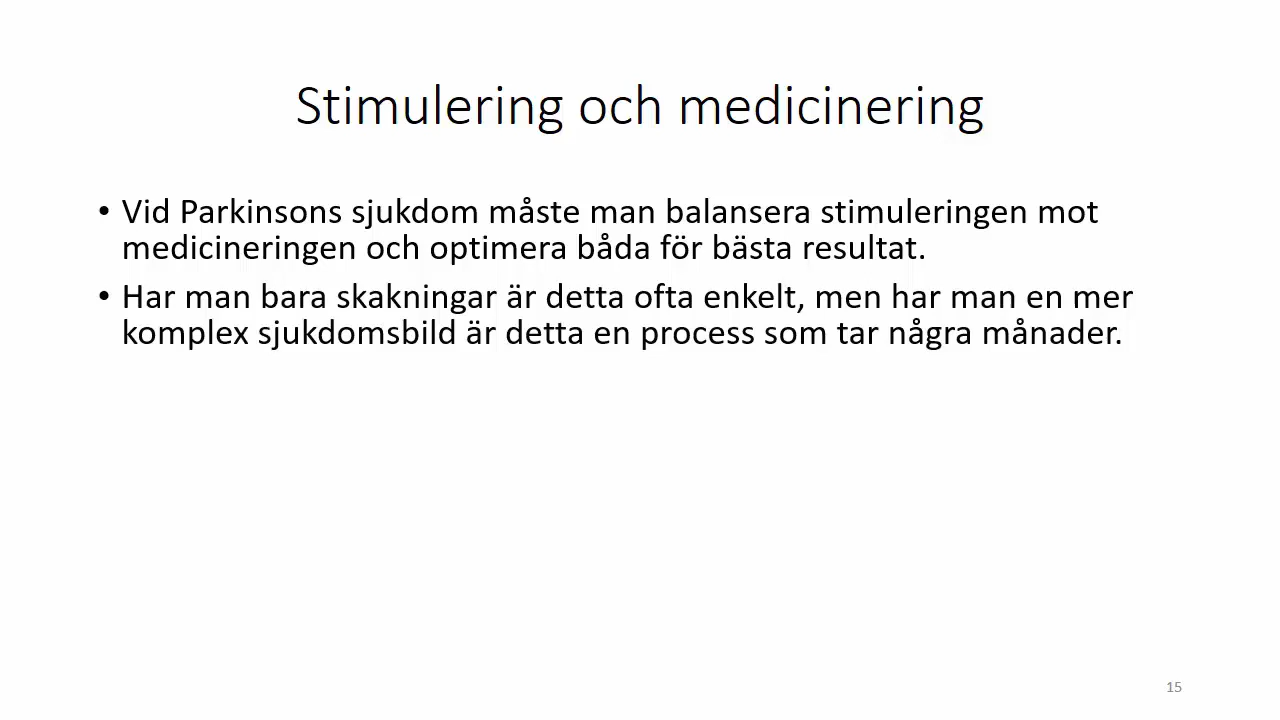 Stimulering och medicinering
• Vid Parkinsons sjukdom måste man balansera stimuleringen mot
medicineringen och optimera båda för bästa resultat.
• Har man bara skakningar är detta ofta enkelt, men har man en mer
komplex sjukdomsbild är detta en process som tar några månader.
15